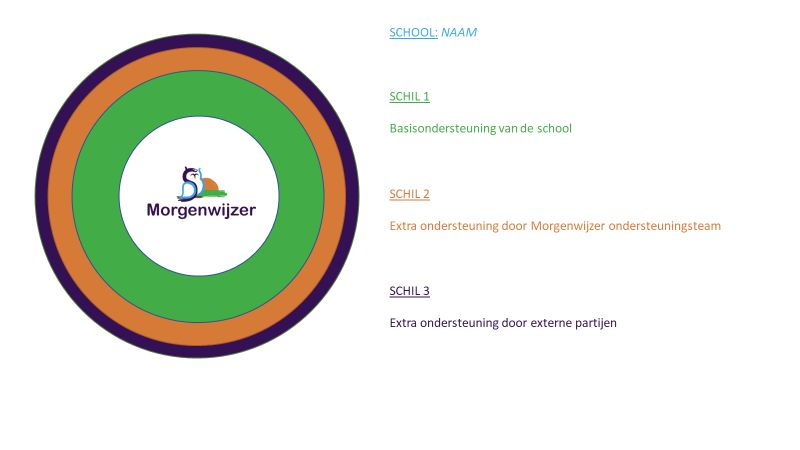 SCHOOL: NAAM
SCHIL 1
Basisondersteuning van de school
SCHIL 2
Extra ondersteuning door Morgenwijzer ondersteuningsteam
SCHIL 3
Extra ondersteuning door externe partijen
Morgenwijzer